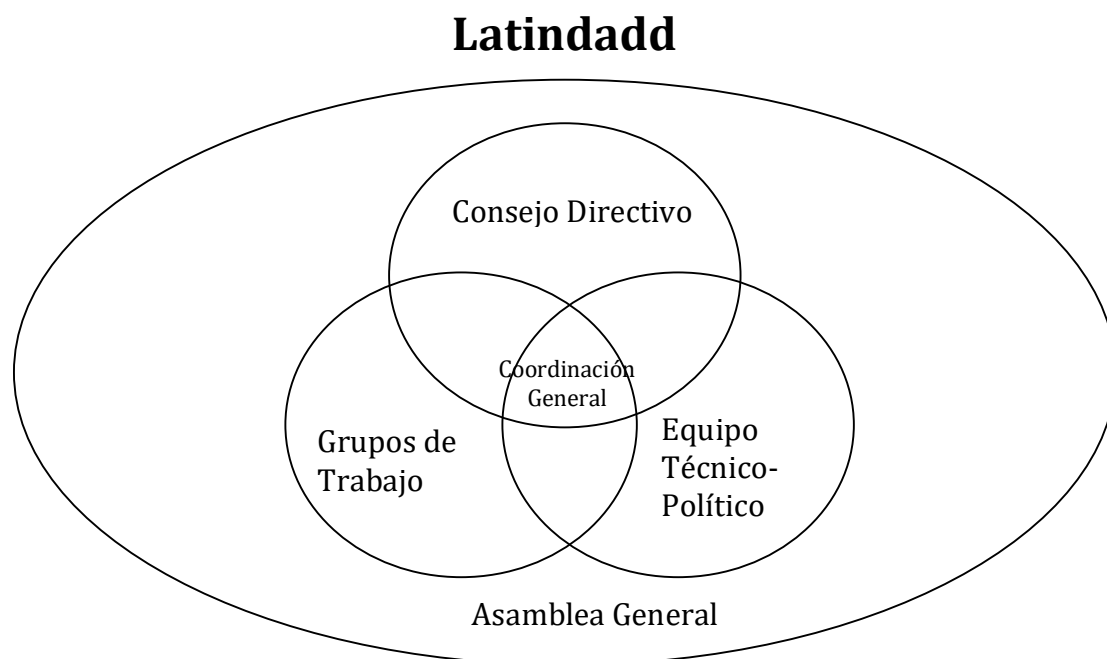 Latindadd
Consejo Directivo
Coordinación
General
Grupos de
Trabajo
Equipo
Técnico-
Político
Asamblea General